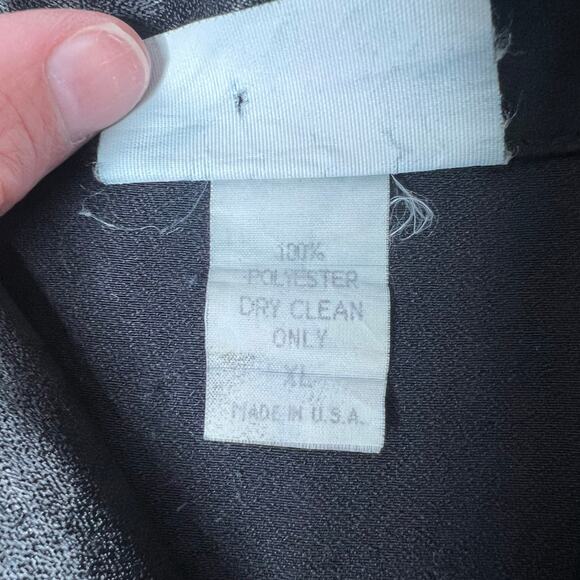 100%
POLYESTER
DRY CLEAN
ONLY
XL
MADE IN U.S.A.